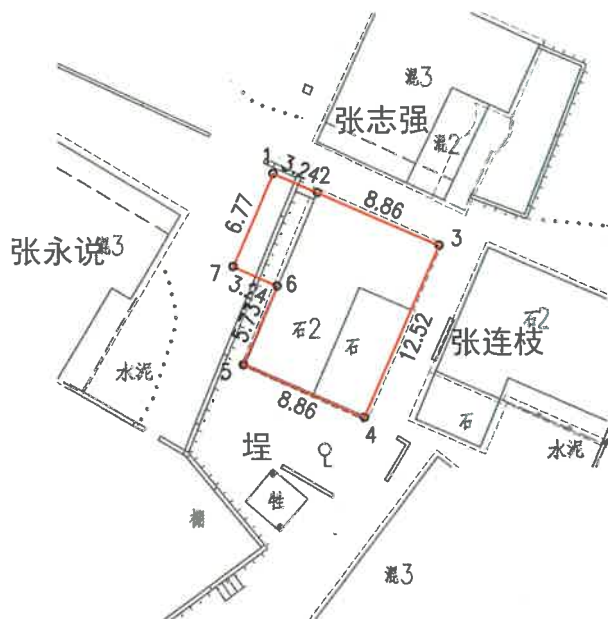 混3
张志强
混2
1
3.24
2
8.86
3
6.77
张永说
混3
7
3.24
6
石2
5.73
石
12.52
石2
张连枝
水泥
5
8.86
4
石
埕
水泥
牲
棚
混3